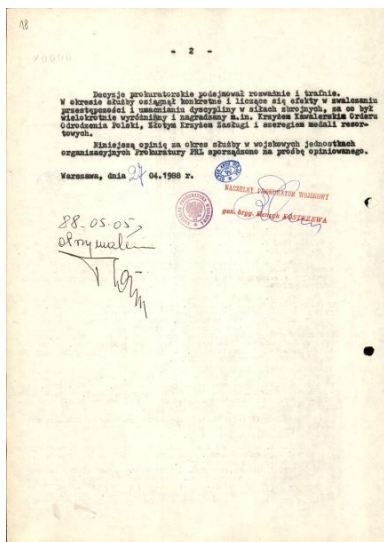 18
- 2 -
Decyzje prokuratorskie podejmował rozważnie i trafnie.
W okresie służby osiągnął konkretne i liczące się efekty w zwalczaniu
przestępczości i umacnianiu dyscypliny w siłach zbrojnych, za co był
wielokrotnie wyróżniany i nagradzany m.in. Krzyżem Kawalerskim Orderu
Odrodzenia Polski, Złotym Krzyżem Zasługi i szeregiem medali resor-
towych.
Niniejszą opinię za okres służby w wojskowych jednostkach
organizacyjnych Prokuratury PRL sporządzono na prośbę opiniowanego.
Warszawa, dnia 27 04.1988 r.
NACZELNY PROKURATOR WOJSKOWY
gen. bryg. Henryk KOSTRZEWA
88.05.05,
otrzymałem